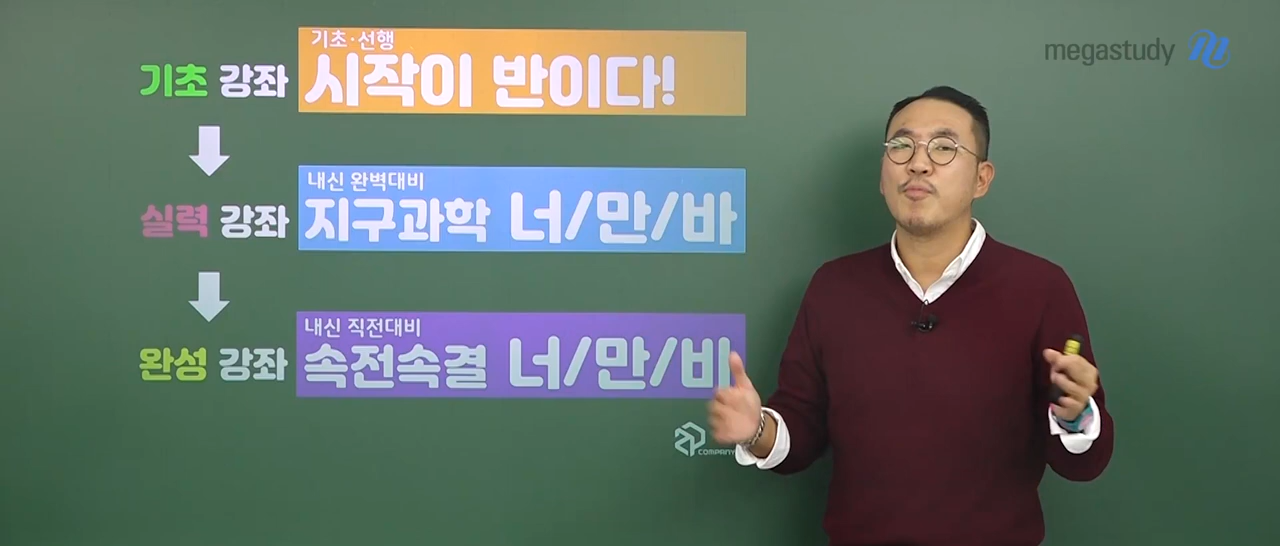 megastudy
기초·선행
기초 강좌 시작이 반이다!
내신 완벽대비
실력 강좌 지구과학 너/만/바
내신 직전대비
완성 강좌 속전속결 너/만/바
COMPANY